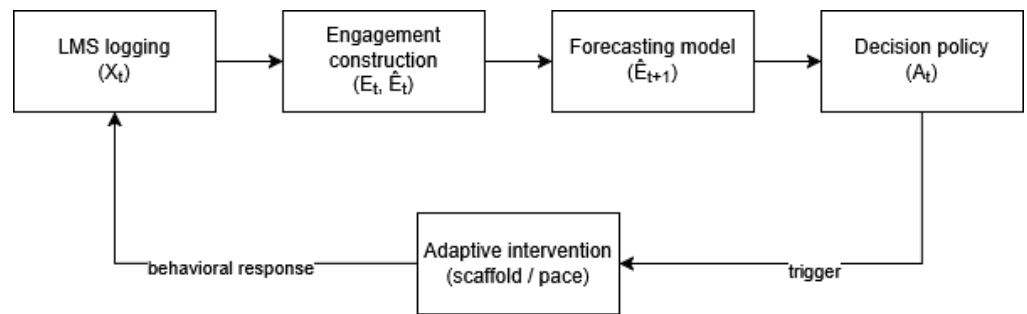 LMS logging
(Xₜ)
Engagement
construction
(Eₜ, Êₜ)
Forecasting model
(Êₜ₊₁)
Decision policy
(Aₜ)
Adaptive intervention
(scaffold / pace)
behavioral response
trigger